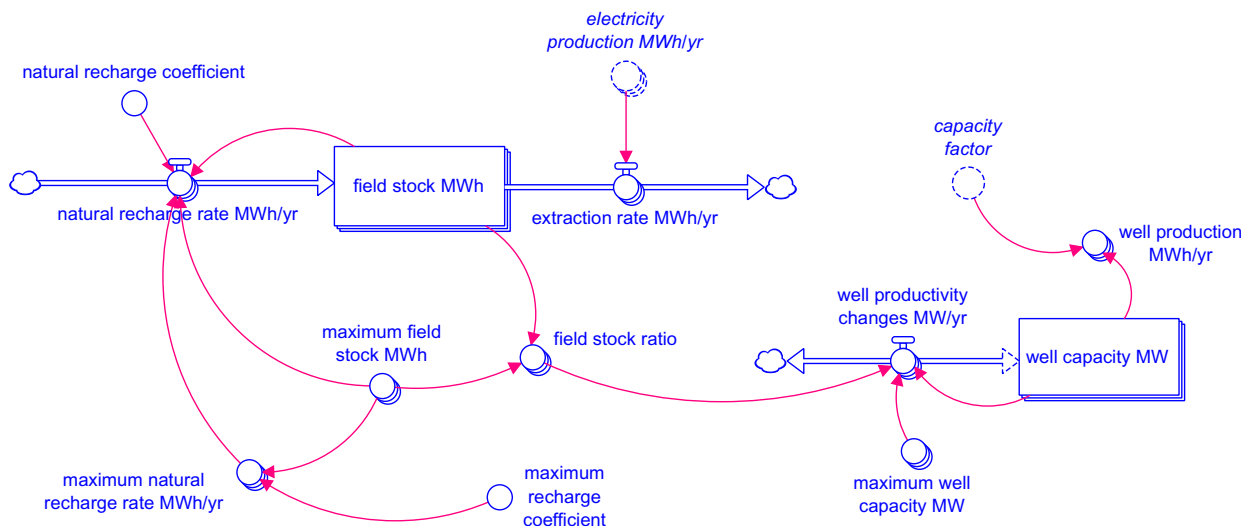 electricity
production MWh/yr
natural recharge coefficient
capacity
factor
field stock MWh
natural recharge rate MWh/yr
extraction rate MWh/yr
well production
MWh/yr
well productivity
changes MW/yr
maximum field
stock MWh
field stock ratio
well capacity MW
maximum natural
recharge rate MWh/yr
maximum
recharge
coefficient
maximum well
capacity MW